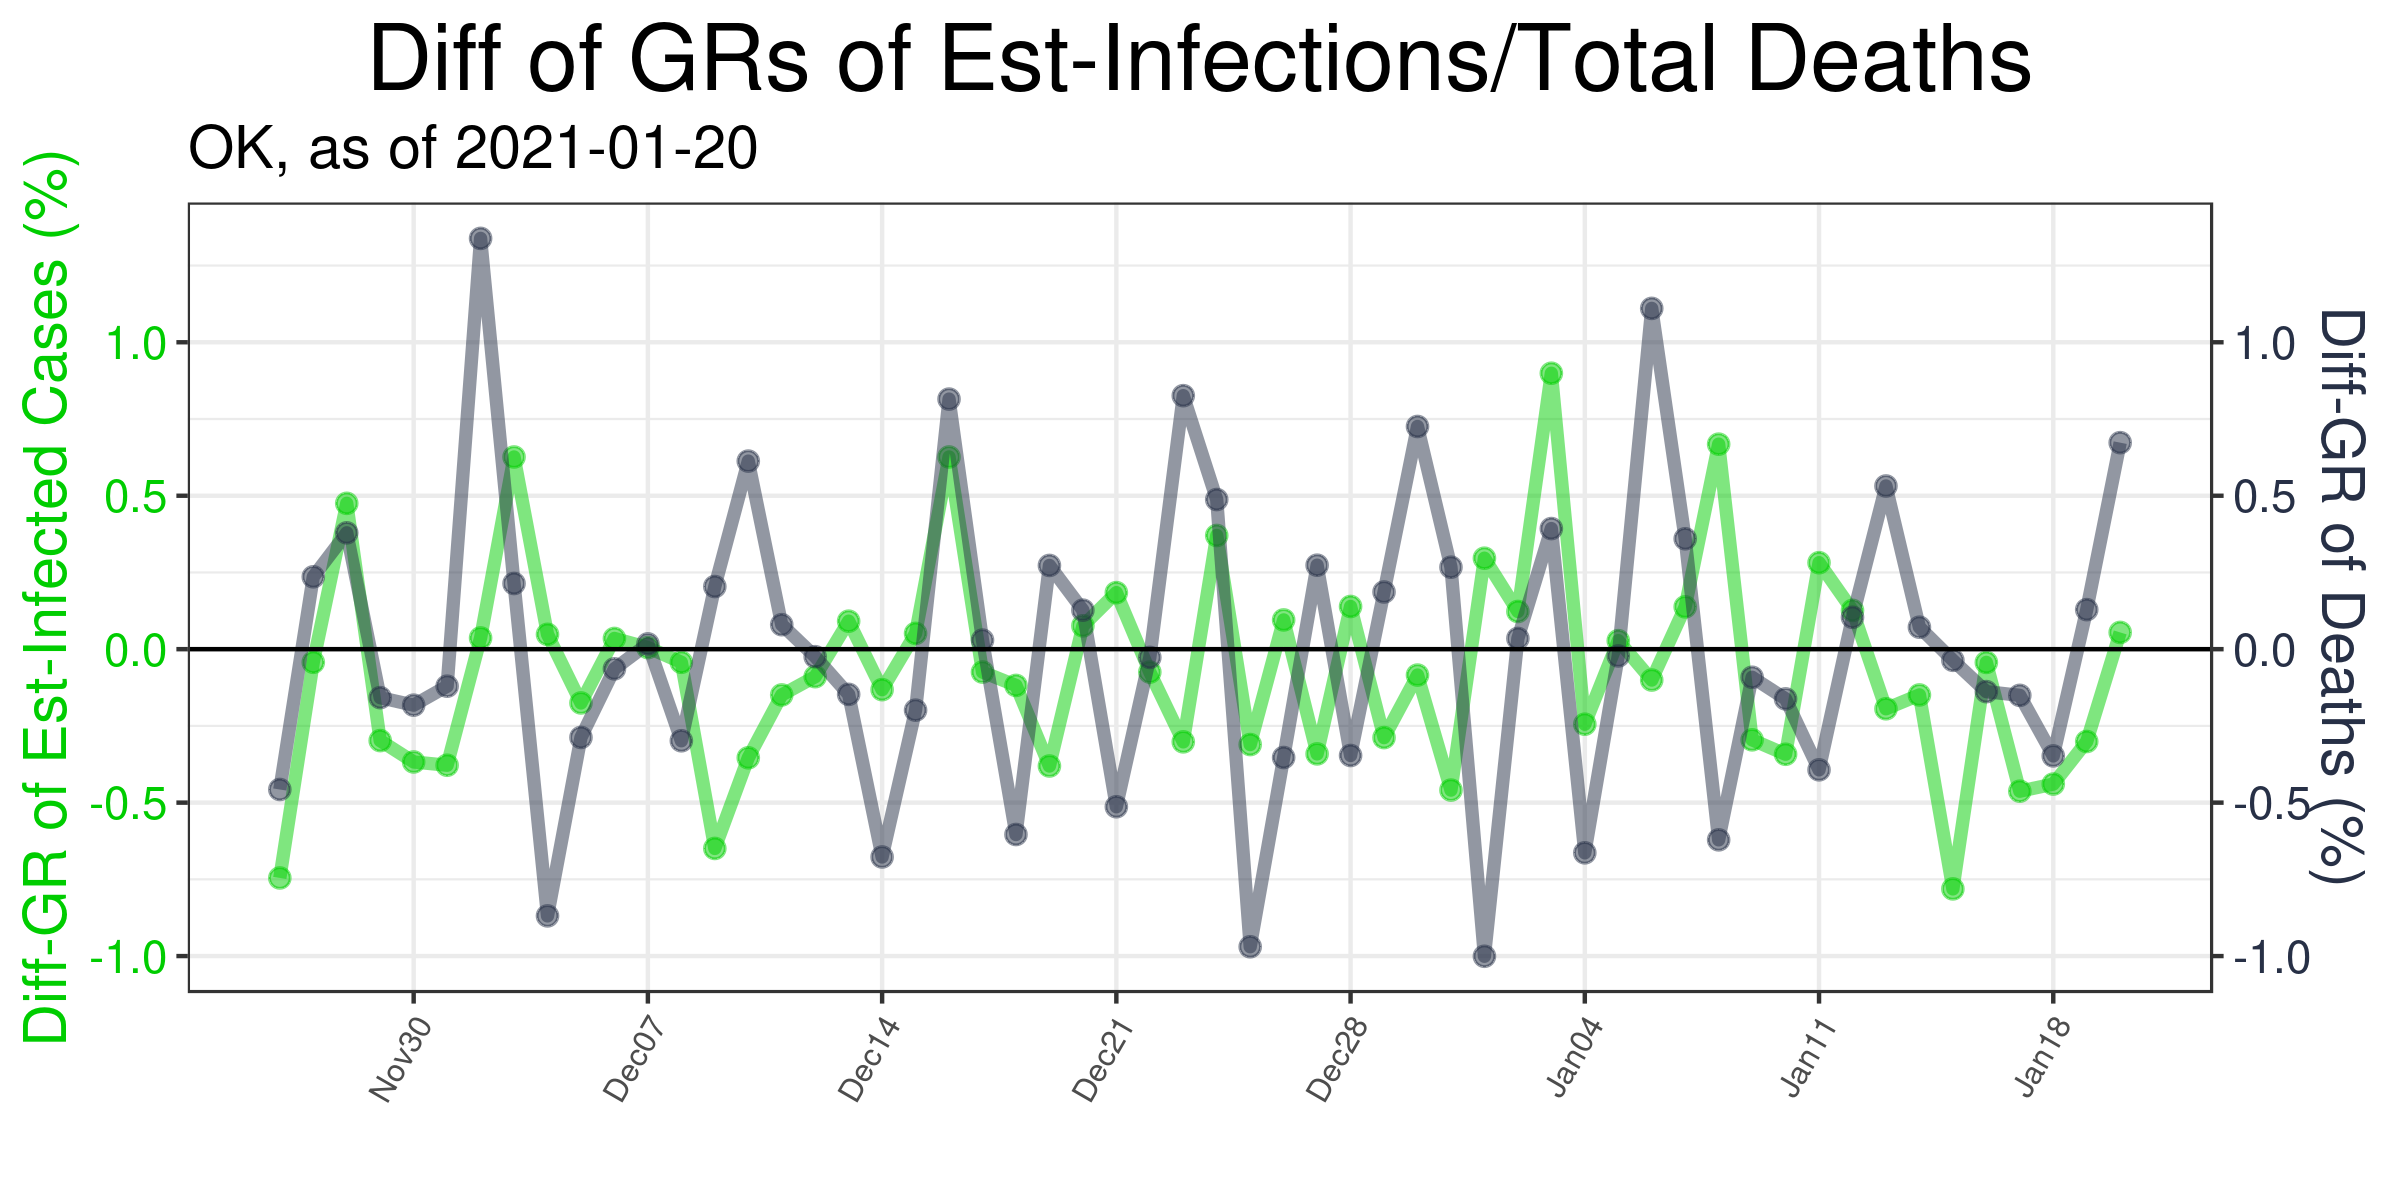 Diff of GRs of Est-Infections/Total Deaths
OK, as of 2021-01-20
Diff-GR of Est-Infected Cases (%)
1.0
0.5
0.0
-0.5
-1.0
1.0
0.5
0.0
-0.5
-1.0
Diff-GR of Deaths (%)
Nov30
Dec07
Dec14
Dec21
Dec28
Jan04
Jan11
Jan18